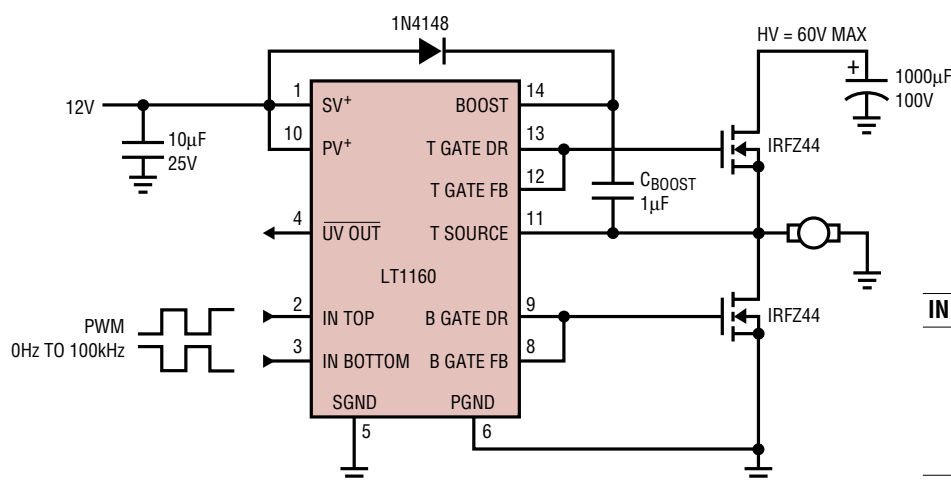 1N4148
HV = 60V MAX
+
1000µF
100V
12V
10µF
25V
1
SV+
10
PV+
4
UV OUT
LT1160
PWM
0Hz TO 100kHz
2
IN TOP
3
IN BOTTOM
SGND
5
PGND
6
BOOST
14
T GATE DR
13
T GATE FB
12
T SOURCE
11
B GATE DR
9
B GATE FB
8
CBOOST
1µF
IRFZ44
IRFZ44
IN